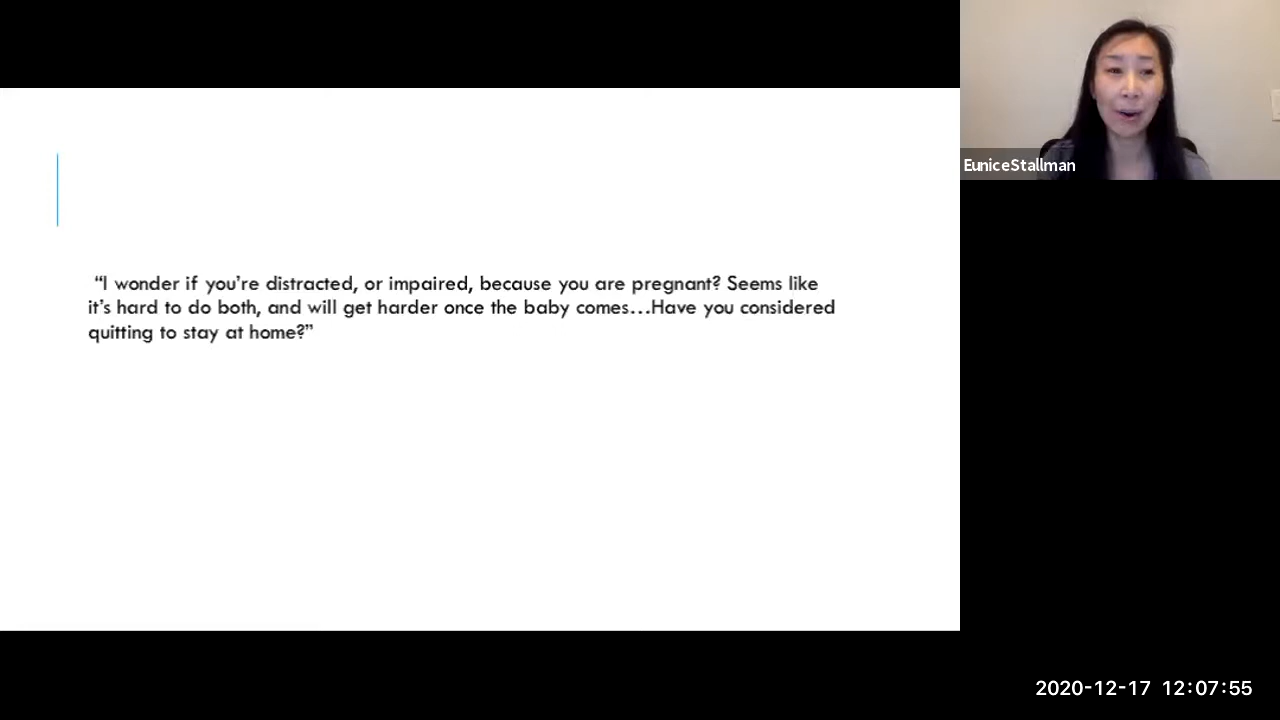 “I wonder if you’re distracted, or impaired, because you are pregnant? Seems like
it’s hard to do both, and will get harder once the baby comes…Have you considered
quitting to stay at home?”
EuniceStallman
2020-12-17 12:07:55